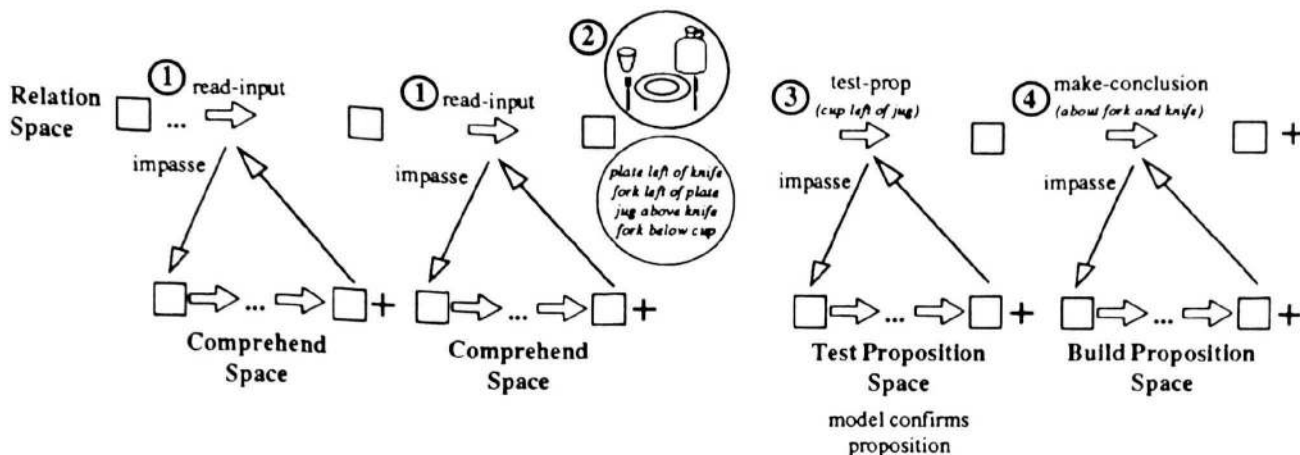 Relation
Space
①
read-input
...
impasse
... +
Comprehend
Space
①
read-input
impasse
... +
Comprehend
Space
②
plate left of knife
fork left of plate
jug above knife
fork below cup
③
test-prop
(cup left of jug)
impasse
... +
Test Proposition
Space
model confirms
proposition
④
make-conclusion
(about fork and knife)
+
impasse
... +
Build Proposition
Space